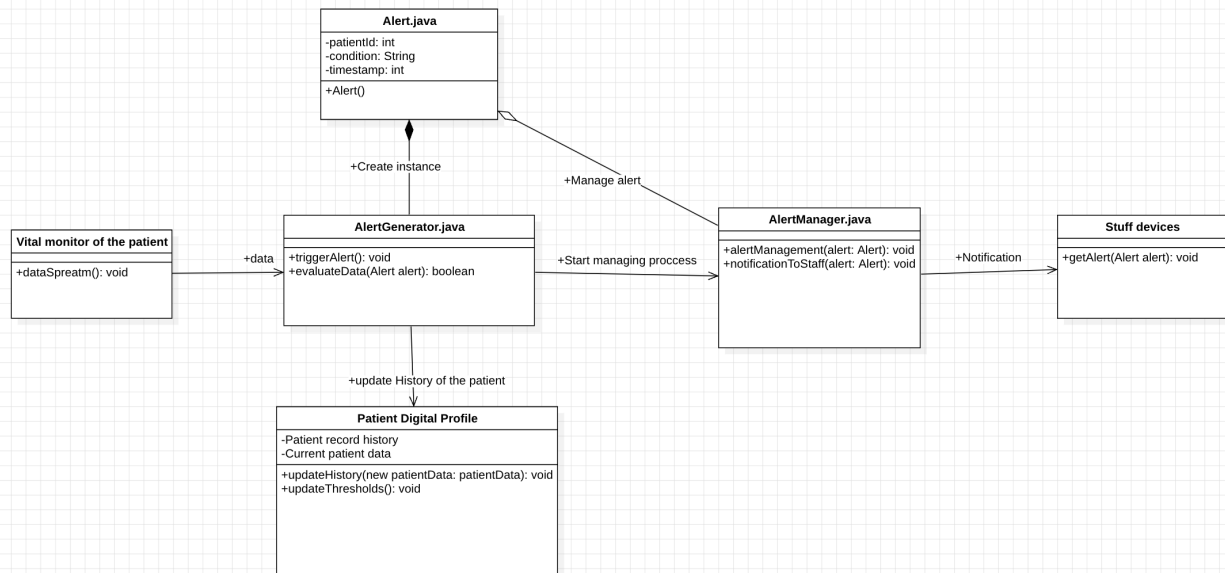 Alert.java
-patientId: int
-condition: String
-timestamp: int
+Alert()
+Create instance
+Manage alert
Vital monitor of the patient
+dataSpreatm(): void
+data
AlertGenerator.java
+triggerAlert(): void
+evaluateData(Alert alert): boolean
+Start managing proccess
AlertManager.java
+alertManagement(alert: Alert): void
+notificationToStaff(alert: Alert): void
+Notification
Stuff devices
+getAlert(Alert alert): void
+update History of the patient
Patient Digital Profile
-Patient record history
-Current patient data
+updateHistory(new patientData: patientData): void
+updateThresholds(): void